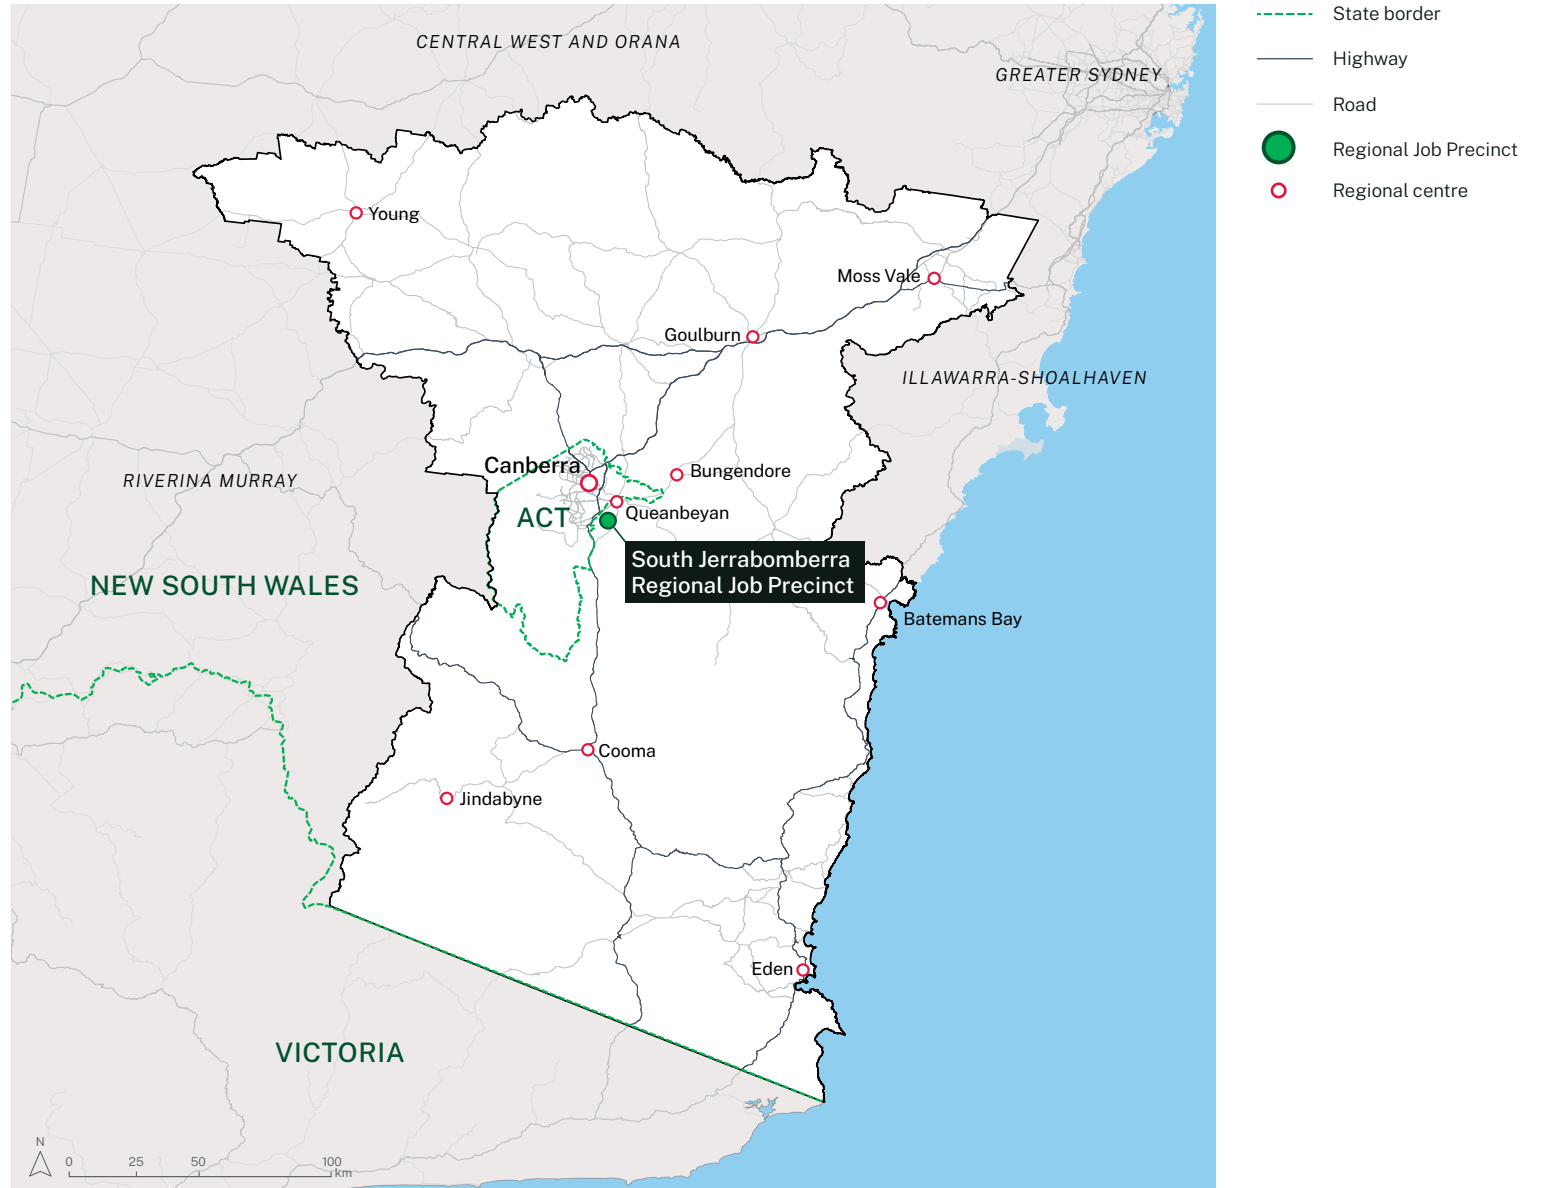 CENTRAL WEST AND ORANA
GREATER SYDNEY
Young
Moss Vale
Goulburn
ILLAWARRA-SHOALHAVEN
Canberra
Bungendore
RIVERINA MURRAY
Queanbeyan
ACT
South Jerrabomberra
Regional Job Precinct
NEW SOUTH WALES
Batemans Bay
Cooma
Jindabyne
Eden
VICTORIA
N
0 25 50 100
km
State border
Highway
Road
Regional Job Precinct
Regional centre